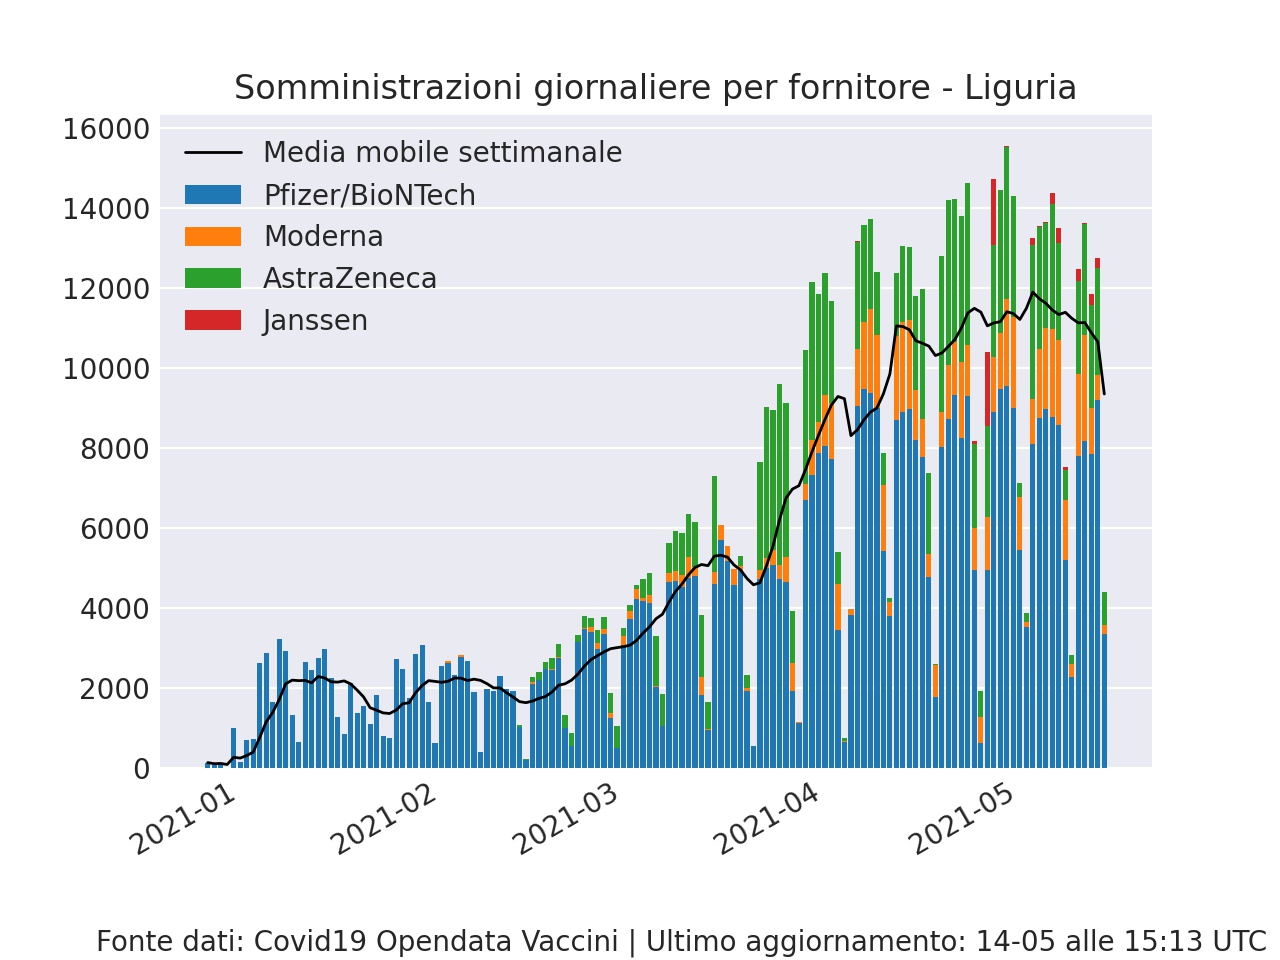 Somministrazioni giornaliere per fornitore - Liguria
16000
14000
12000
10000
8000
6000
4000
2000
0
Media mobile settimanale
Pfizer/BioNTech
Moderna
AstraZeneca
Janssen
2021-01
2021-02
2021-03
2021-04
2021-05
Fonte dati: Covid19 Opendata Vaccini | Ultimo aggiornamento: 14-05 alle 15:13 UTC